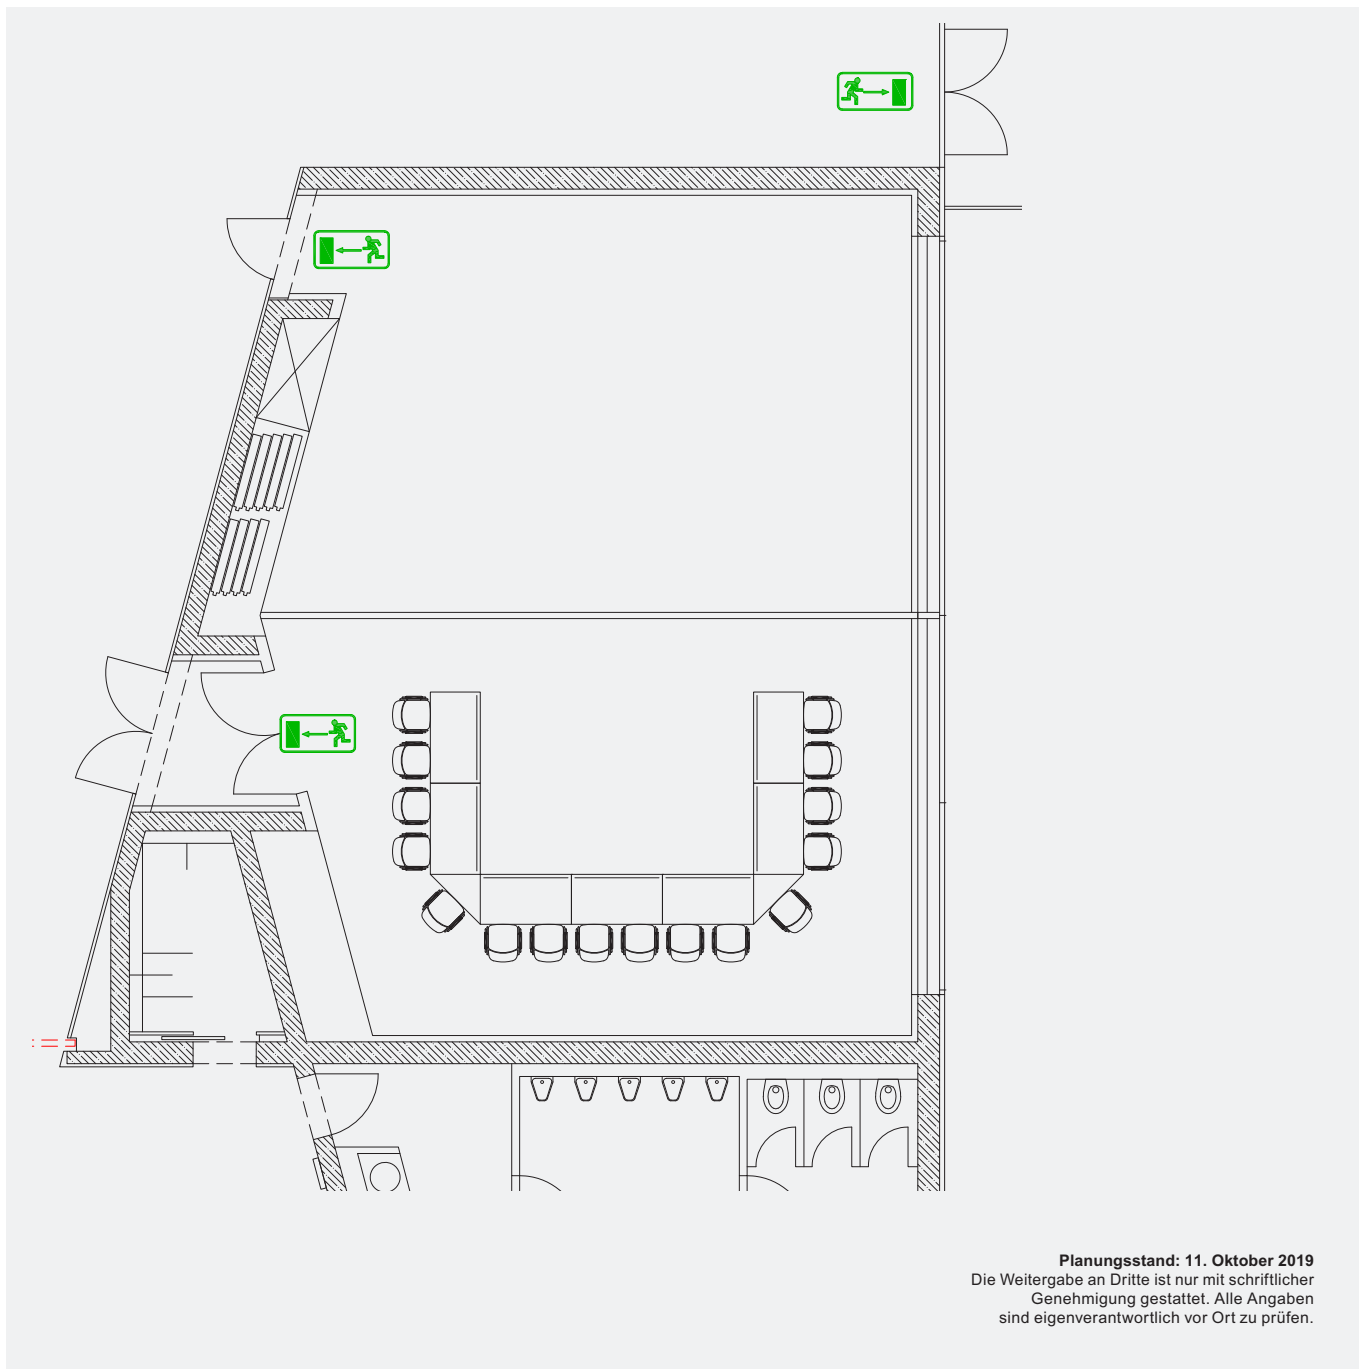 Planungsstand: 11. Oktober 2019
Die Weitergabe an Dritte ist nur mit schriftlicher
Genehmigung gestattet. Alle Angaben
sind eigenverantwortlich vor Ort zu prüfen.